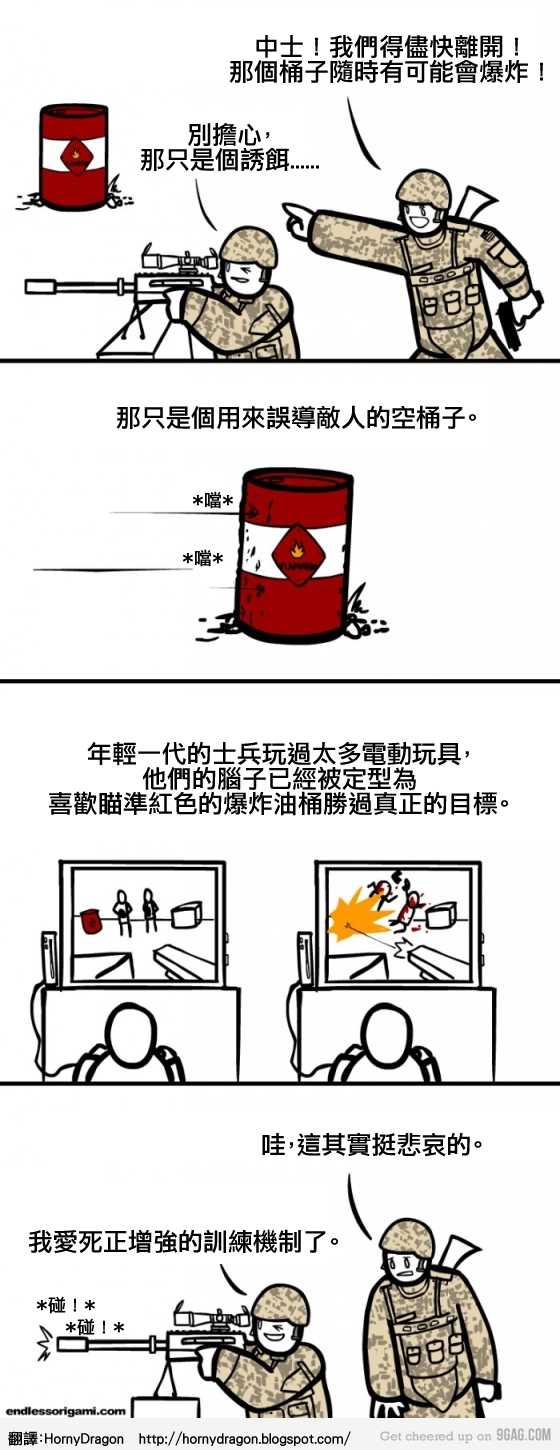 中士！我們得儘快離開！
那個桶子隨時有可能會爆炸！
別擔心，
那只是個誘餌......
那只是個用來誤導敵人的空桶子。
*噹*
*噹*
年輕一代的士兵玩過太多電動玩具，
他們的腦子已經被定型為
喜歡瞄準紅色的爆炸油桶勝過真正的目標。
哇，這其實挺悲哀的。
我愛死正增強的訓練機制了。
*碰！*
*碰！*
endlessorigami.com
翻譯：HornyDragon http://hornydragon.blogspot.com/
Get cheered up on 9GAG.COM